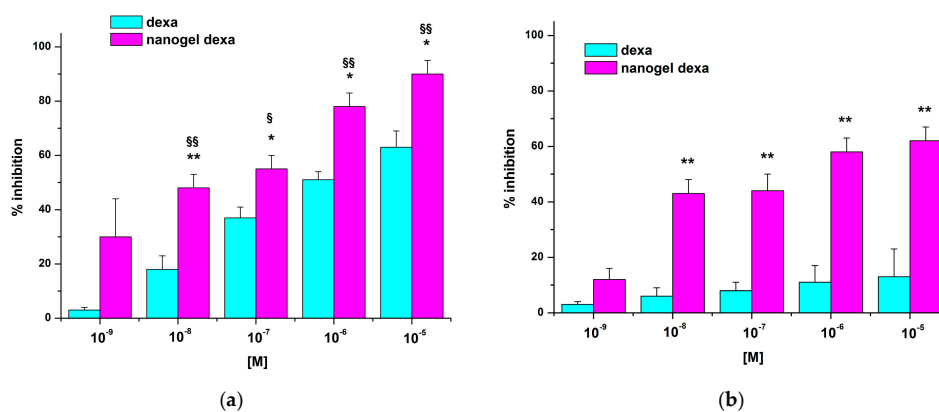 dexa
nanogel dexa
100
80
60
40
20
0
% inhibition
§§
**
§
*
§§
*
§§
*
10⁻⁹ 10⁻⁸ 10⁻⁷ 10⁻⁶ 10⁻⁵
[M]
(a)
dexa
nanogel dexa
100
80
60
40
20
0
% inhibition
**
**
**
**
10⁻⁹ 10⁻⁸ 10⁻⁷ 10⁻⁶ 10⁻⁵
[M]
(b)